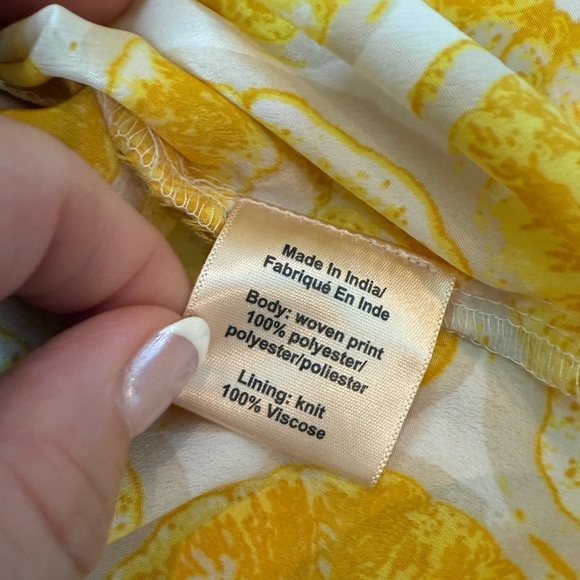 Made In India/
Fabriqué En Inde
Body: woven print
100% polyester/
polyester/poliester
Lining: knit
100% Viscose